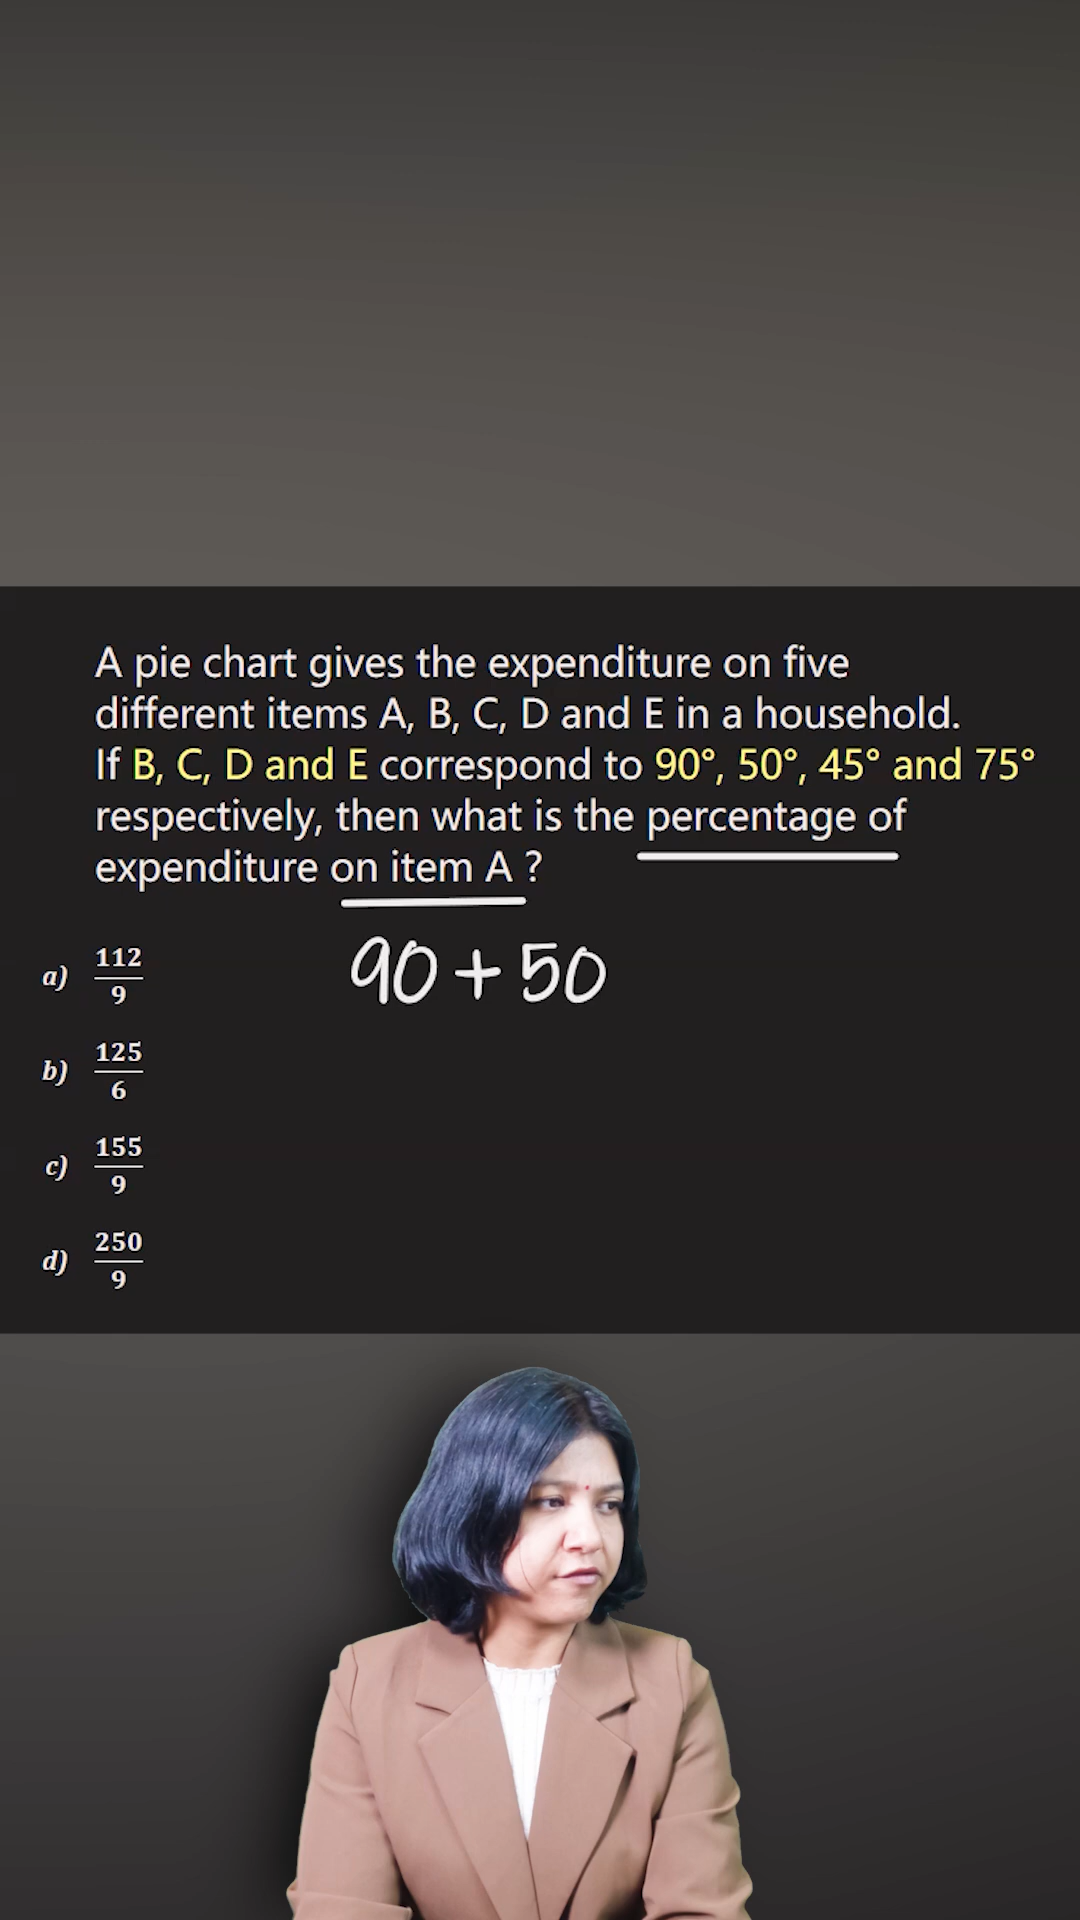 A pie chart gives the expenditure on five
different items A, B, C, D and E in a household.
If B, C, D and E correspond to 90°, 50°, 45° and 75°
respectively, then what is the percentage of
expenditure on item A ?
90 + 50
a) 112/9
b) 125/6
c) 155/9
d) 250/9